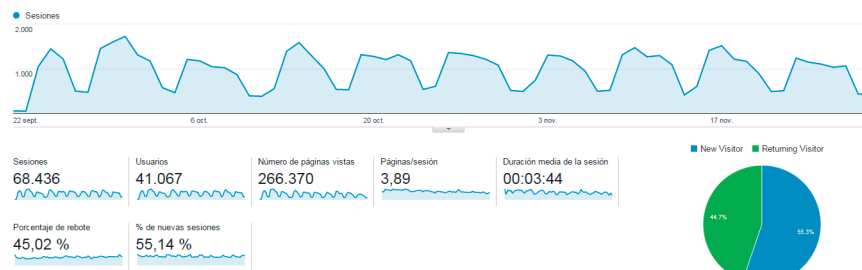 Sesiones
2.000
1.000
22 sept.
6 oct.
20 oct.
3 nov.
17 nov.
New Visitor
Returning Visitor
Sesiones
68.436
Usuarios
41.067
Número de páginas vistas
266.370
Páginas/sesión
3,89
Duración media de la sesión
00:03:44
44.7%
55.3%
Porcentaje de rebote
45,02 %
% de nuevas sesiones
55,14 %